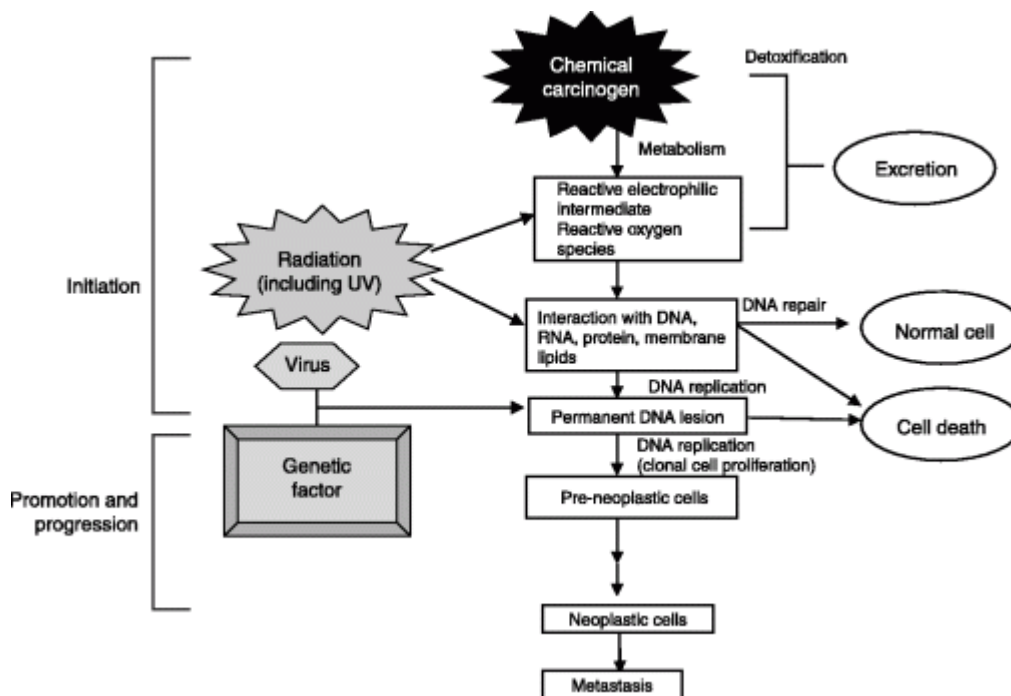 Chemical
carcinogen
Detoxification
Metabolism
Excretion
Reactive electrophilic
intermediate
Reactive oxygen
species
Radiation
(including UV)
Initiation
DNA repair
Interaction with DNA,
RNA, protein, membrane
lipids
Normal cell
Virus
DNA replication
Permanent DNA lesion
Cell death
DNA replication
(clonal cell proliferation)
Genetic
factor
Promotion and
progression
Pre-neoplastic cells
Neoplastic cells
Metastasis